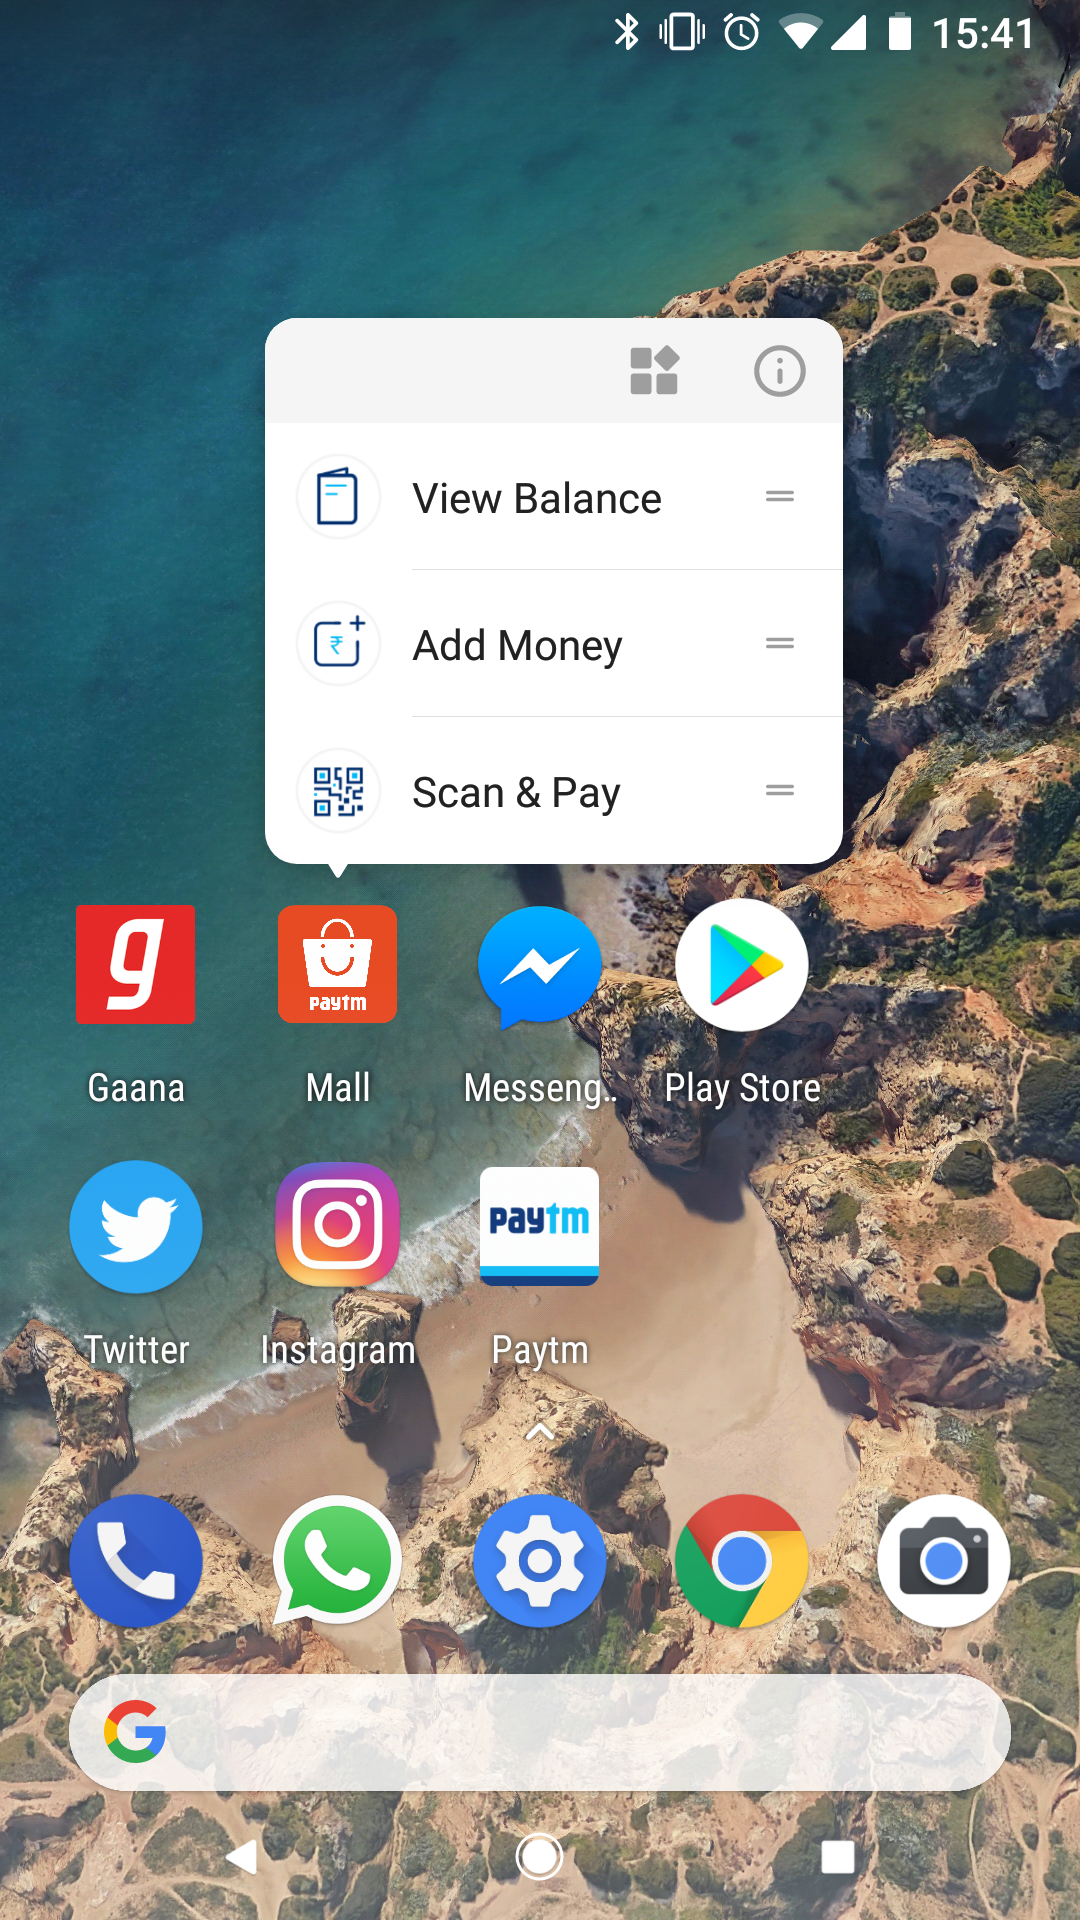 15:41
View Balance
Add Money
Scan & Pay
g
paytm
Gaana
Mall
Messeng..
Play Store
paytm
Twitter
Instagram
Paytm
G